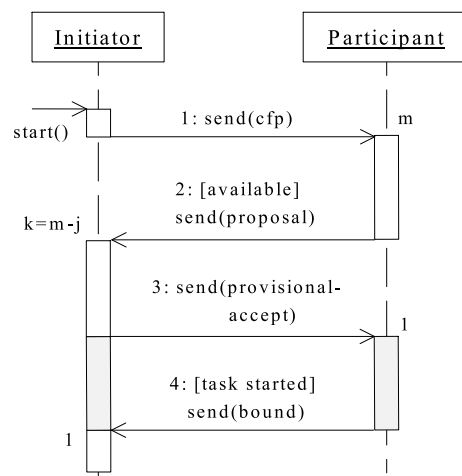 Initiator
Participant
start()
1: send(cfp)
m
2: [available]
send(proposal)
k=m-j
3: send(provisional-
accept)
1
4: [task started]
send(bound)
1